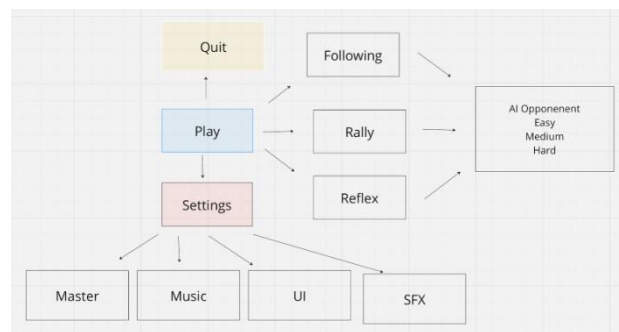 Quit
Following
Play
Rally
AI Opponenent
Easy
Medium
Hard
Settings
Reflex
Master
Music
UI
SFX